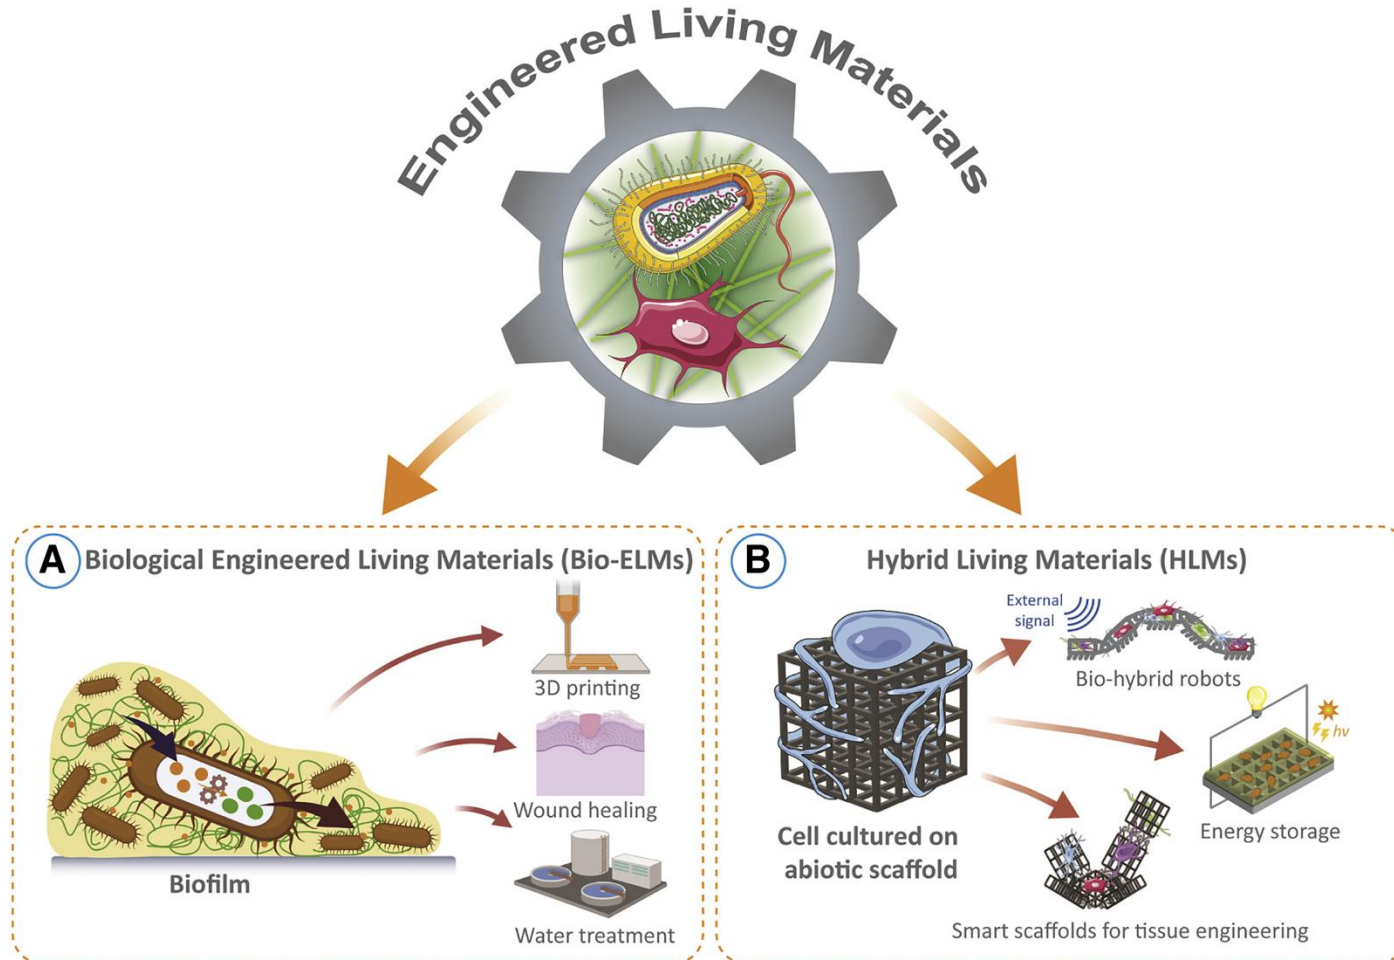 Engineered Living Materials
A
Biological Engineered Living Materials (Bio-ELMs)
3D printing
Wound healing
Water treatment
Biofilm
B
Hybrid Living Materials (HLMs)
External
signal
Bio-hybrid robots
hν
Energy storage
Cell cultured on
abiotic scaffold
Smart scaffolds for tissue engineering